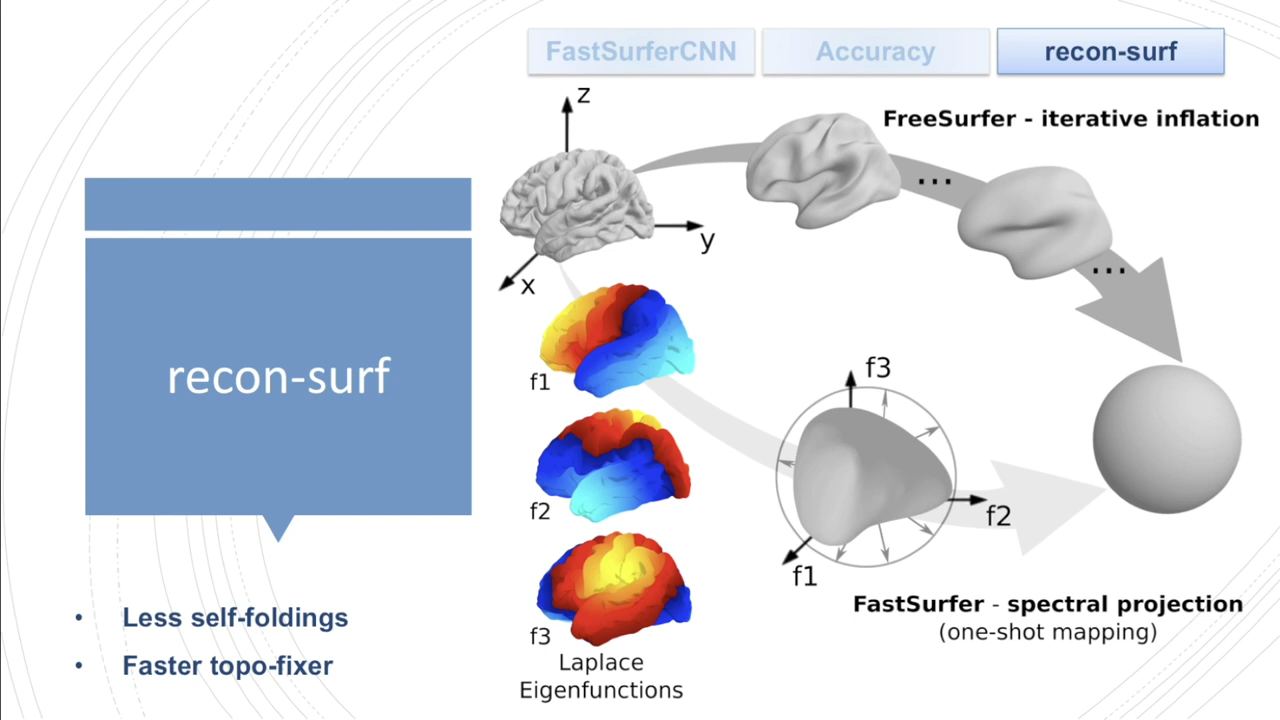 FastSurferCNN
Accuracy
recon-surf
z
y
x
FreeSurfer - iterative inflation
...
...
recon-surf
f1
f2
f3
Laplace
Eigenfunctions
f3
f2
f1
FastSurfer - spectral projection
(one-shot mapping)
• Less self-foldings
• Faster topo-fixer